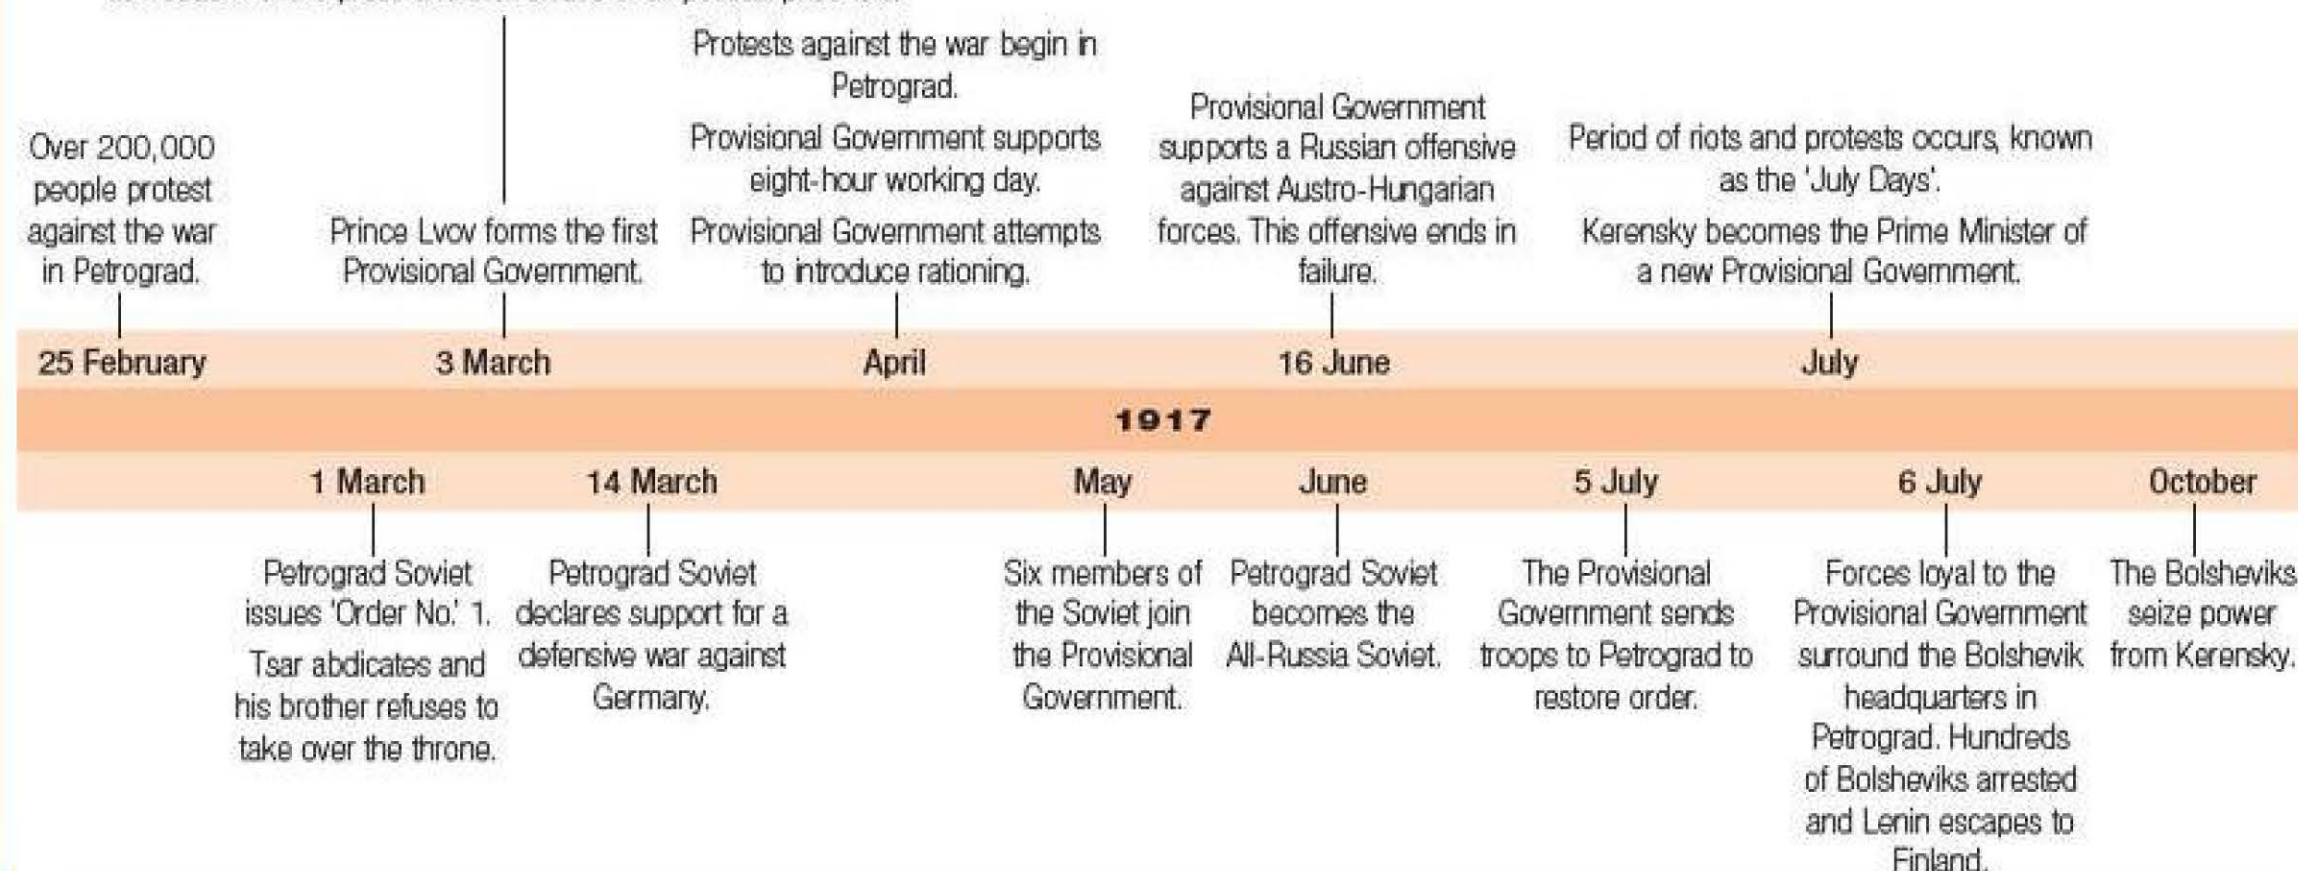 Protests against the war begin in
Petrograd.
Provisional Government supports
eight-hour working day.
Provisional Government attempts
to introduce rationing.
Provisional Government
supports a Russian offensive
against Austro-Hungarian
forces. This offensive ends in
failure.
Period of riots and protests occurs, known
as the 'July Days'.
Kerensky becomes the Prime Minister of
a new Provisional Government.
Over 200,000
people protest
against the war
in Petrograd.
Prince Lvov forms the first
Provisional Government.
25 February
3 March
April
16 June
July
1917
1 March
14 March
May
June
5 July
6 July
October
Petrograd Soviet
issues 'Order No.' 1.
Tsar abdicates and
his brother refuses to
take over the throne.
Petrograd Soviet
declares support for a
defensive war against
Germany.
Six members of
the Soviet join
the Provisional
Government.
Petrograd Soviet
becomes the
All-Russia Soviet.
The Provisional
Government sends
troops to Petrograd to
restore order.
Forces loyal to the
Provisional Government
surround the Bolshevik
headquarters in
Petrograd. Hundreds
of Bolsheviks arrested
and Lenin escapes to
Finland.
The Bolsheviks
seize power
from Kerensky.